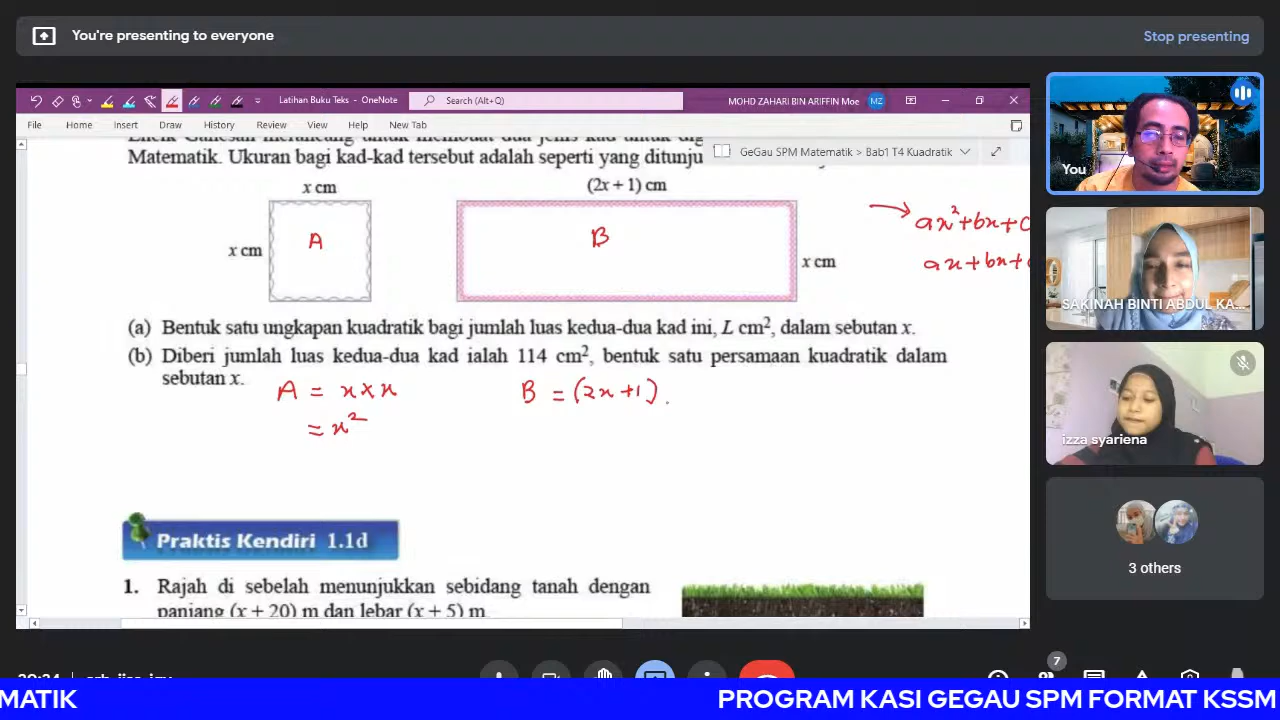 You're presenting to everyone
Stop presenting
Latihan Buku Teks - OneNote
Search (Alt+Q)
MOHD ZAHARI BIN ARIFFIN Moe
MZ
File Home Insert Draw History Review View Help New Tab
Matematik. Ukuran bagi kad-kad tersebut adalah seperti yang ditunju
GeGau SPM Matematik > Bab1 T4 Kuadratik
x cm
(2x + 1) cm
A
B
x cm
x cm
ax²+bx+c
ax+bx+
(a) Bentuk satu ungkapan kuadratik bagi jumlah luas kedua-dua kad ini, L cm², dalam sebutan x.
(b) Diberi jumlah luas kedua-dua kad ialah 114 cm², bentuk satu persamaan kuadratik dalam
sebutan x.
A = x × x
B = (2x+1)
= x²
Praktis Kendiri 1.1d
1. Rajah di sebelah menunjukkan sebidang tanah dengan
panjang (x + 20) m dan lebar (x + 5) m
You
SAKINAH BINTI ABDUL KA...
izza syariena
3 others
7
MATIK
PROGRAM KASI GEGAU SPM FORMAT KSSM